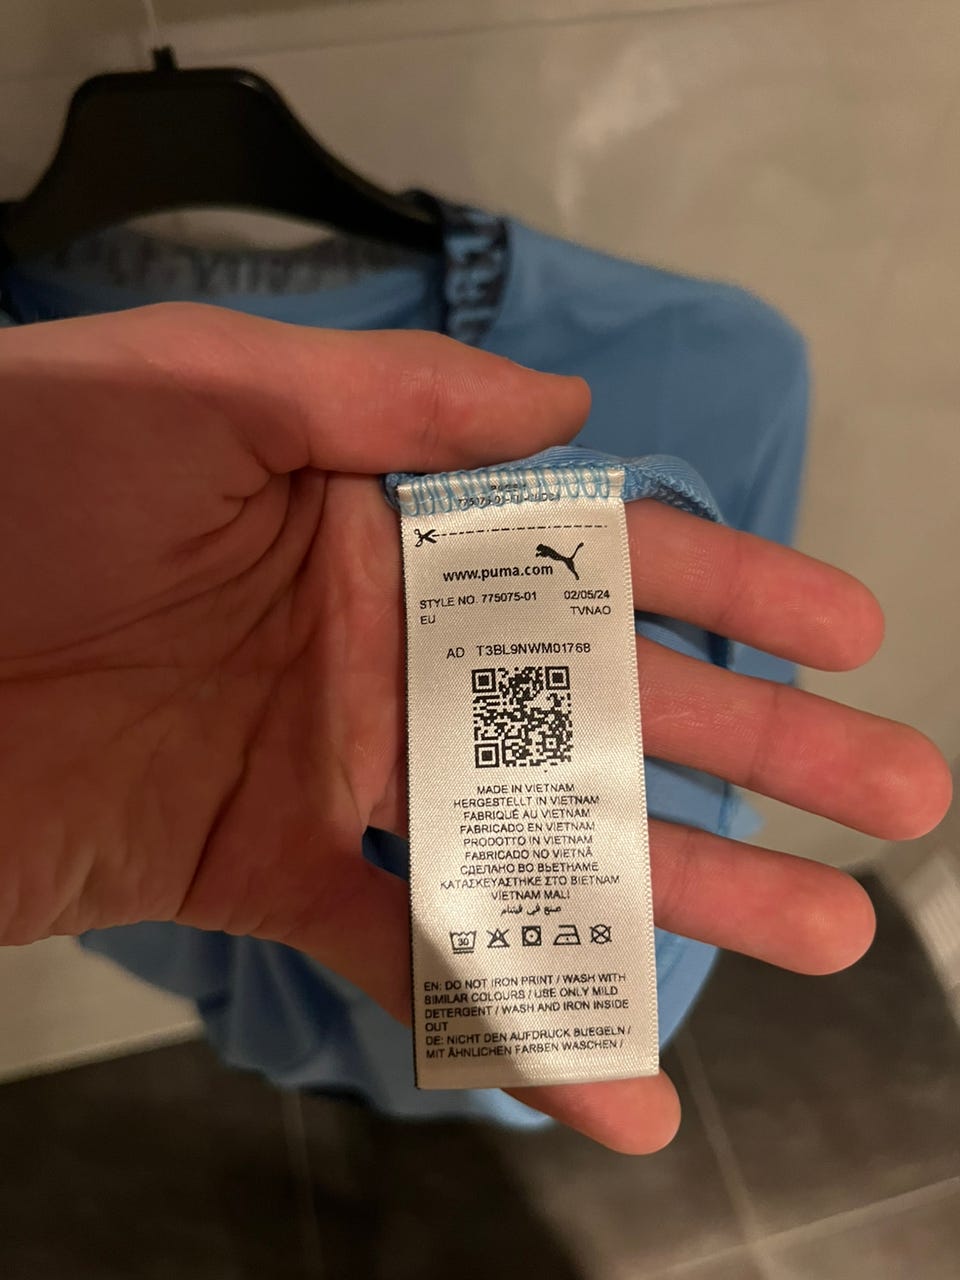 www.puma.com
STYLE NO. 775075-01 02/05/24
EU TVNAO
AD T3BL9NWM01768
MADE IN VIETNAM
HERGESTELLT IN VIETNAM
FABRIQUÉ AU VIETNAM
FABRICADO EN VIETNAM
PRODOTTO IN VIETNAM
FABRICADO NO VIETNÃ
СДЕЛАНО ВО ВЬЕТНАМЕ
ΚΑΤΑΣΚΕΥΑΣΤΗΚΕ ΣΤΟ ΒΙΕΤΝΑΜ
VİETNAM MALI
صنع في فيتنام
30
EN: DO NOT IRON PRINT / WASH WITH
SIMILAR COLOURS / USE ONLY MILD
DETERGENT / WASH AND IRON INSIDE
OUT
DE: NICHT DEN AUFDRUCK BUEGELN /
MIT ÄHNLICHEN FARBEN WASCHEN /